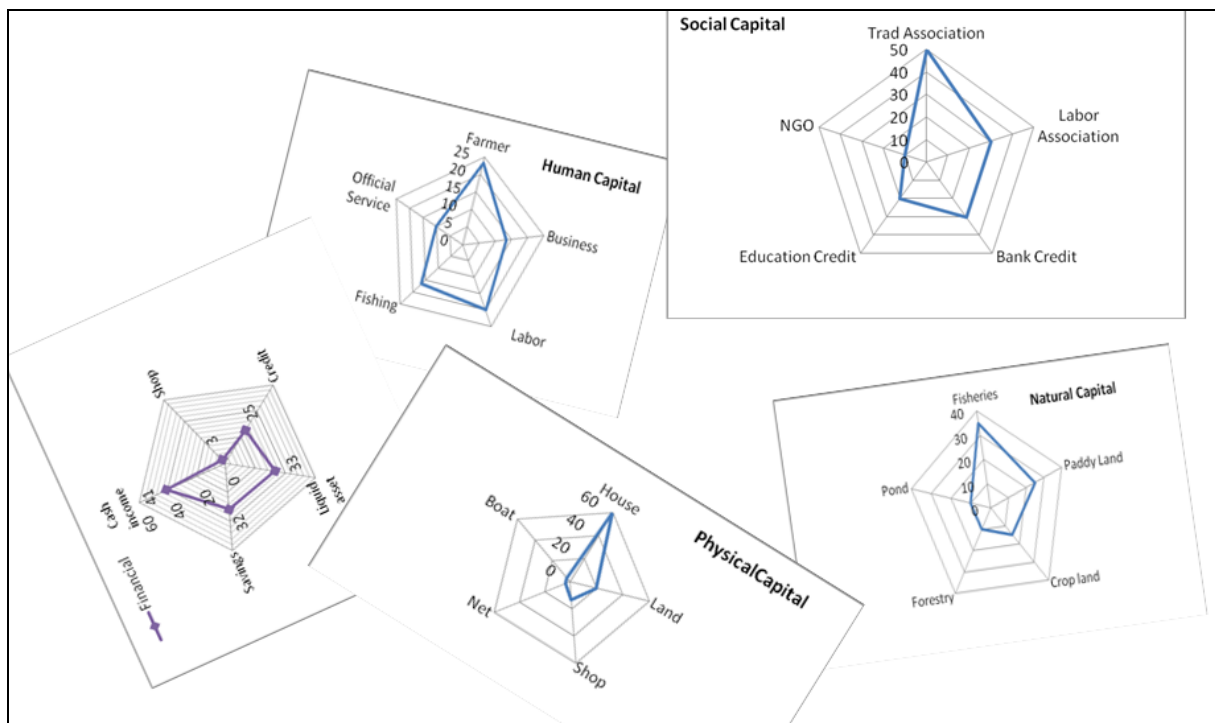 Social Capital
Trad Association
50
40
30
20
10
0
Labor
Association
Bank Credit
Education Credit
NGO
Human Capital
Farmer
25
20
15
10
5
0
Business
Labor
Fishing
Official
Service
Credit
Shop
25
3
33
0
Liquid
asset
20
32
Savings
40
41
60
Cash
income
Financial
PhysicalCapital
House
60
40
20
0
Land
Shop
Net
Boat
Natural Capital
Fisheries
40
30
20
10
0
Paddy Land
Crop land
Forestry
Pond